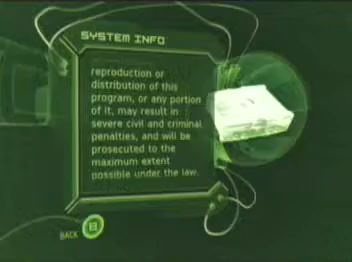 SYSTEM INFO
reproduction or
distribution of this
program, or any portion
of it, may result in
severe civil and criminal
penalties, and will be
prosecuted to the
maximum extent
possible under the law.
BACK B